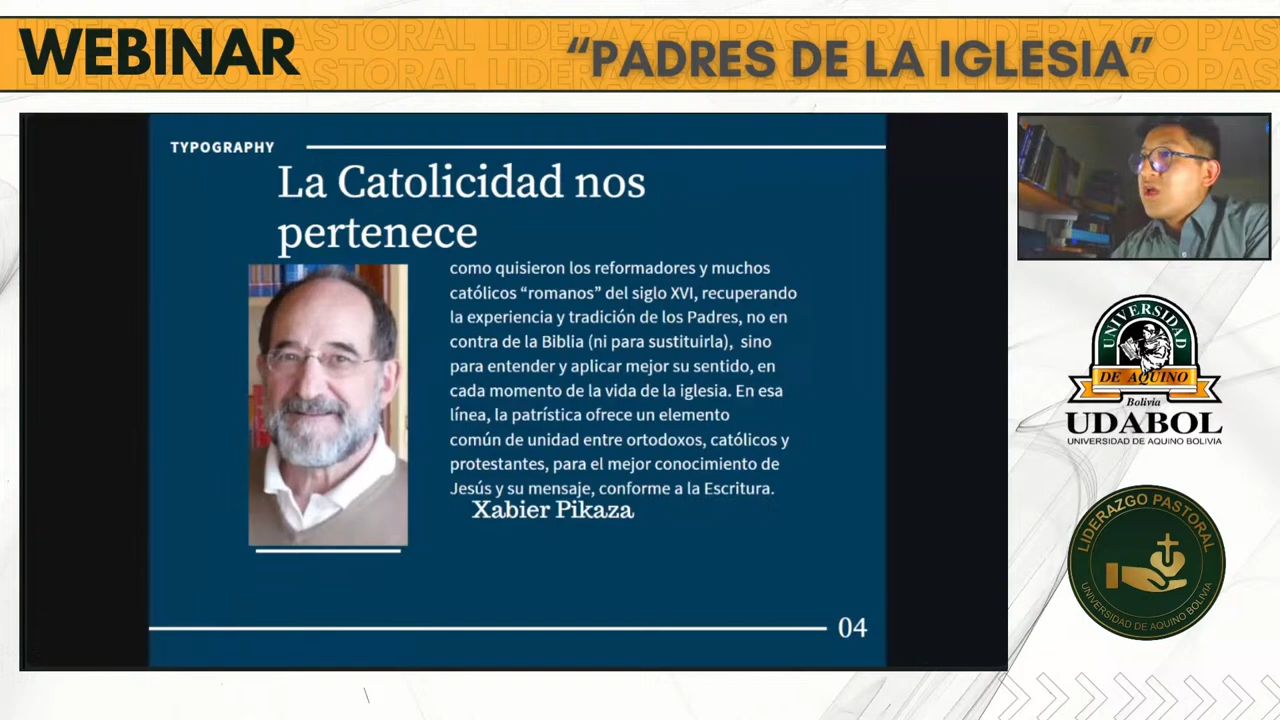 WEBINAR
“PADRES DE LA IGLESIA”
TYPOGRAPHY
La Catolicidad nos
pertenece
como quisieron los reformadores y muchos
católicos “romanos” del siglo XVI, recuperando
la experiencia y tradición de los Padres, no en
contra de la Biblia (ni para sustituirla), sino
para entender y aplicar mejor su sentido, en
cada momento de la vida de la iglesia. En esa
línea, la patrística ofrece un elemento
común de unidad entre ortodoxos, católicos y
protestantes, para el mejor conocimiento de
Jesús y su mensaje, conforme a la Escritura.
Xabier Pikaza
04
UNIVERSIDAD
DE AQUINO
Bolivia
UDABOL
UNIVERSIDAD DE AQUINO BOLIVIA
LIDERAZGO PASTORAL
UNIVERSIDAD DE AQUINO BOLIVIA